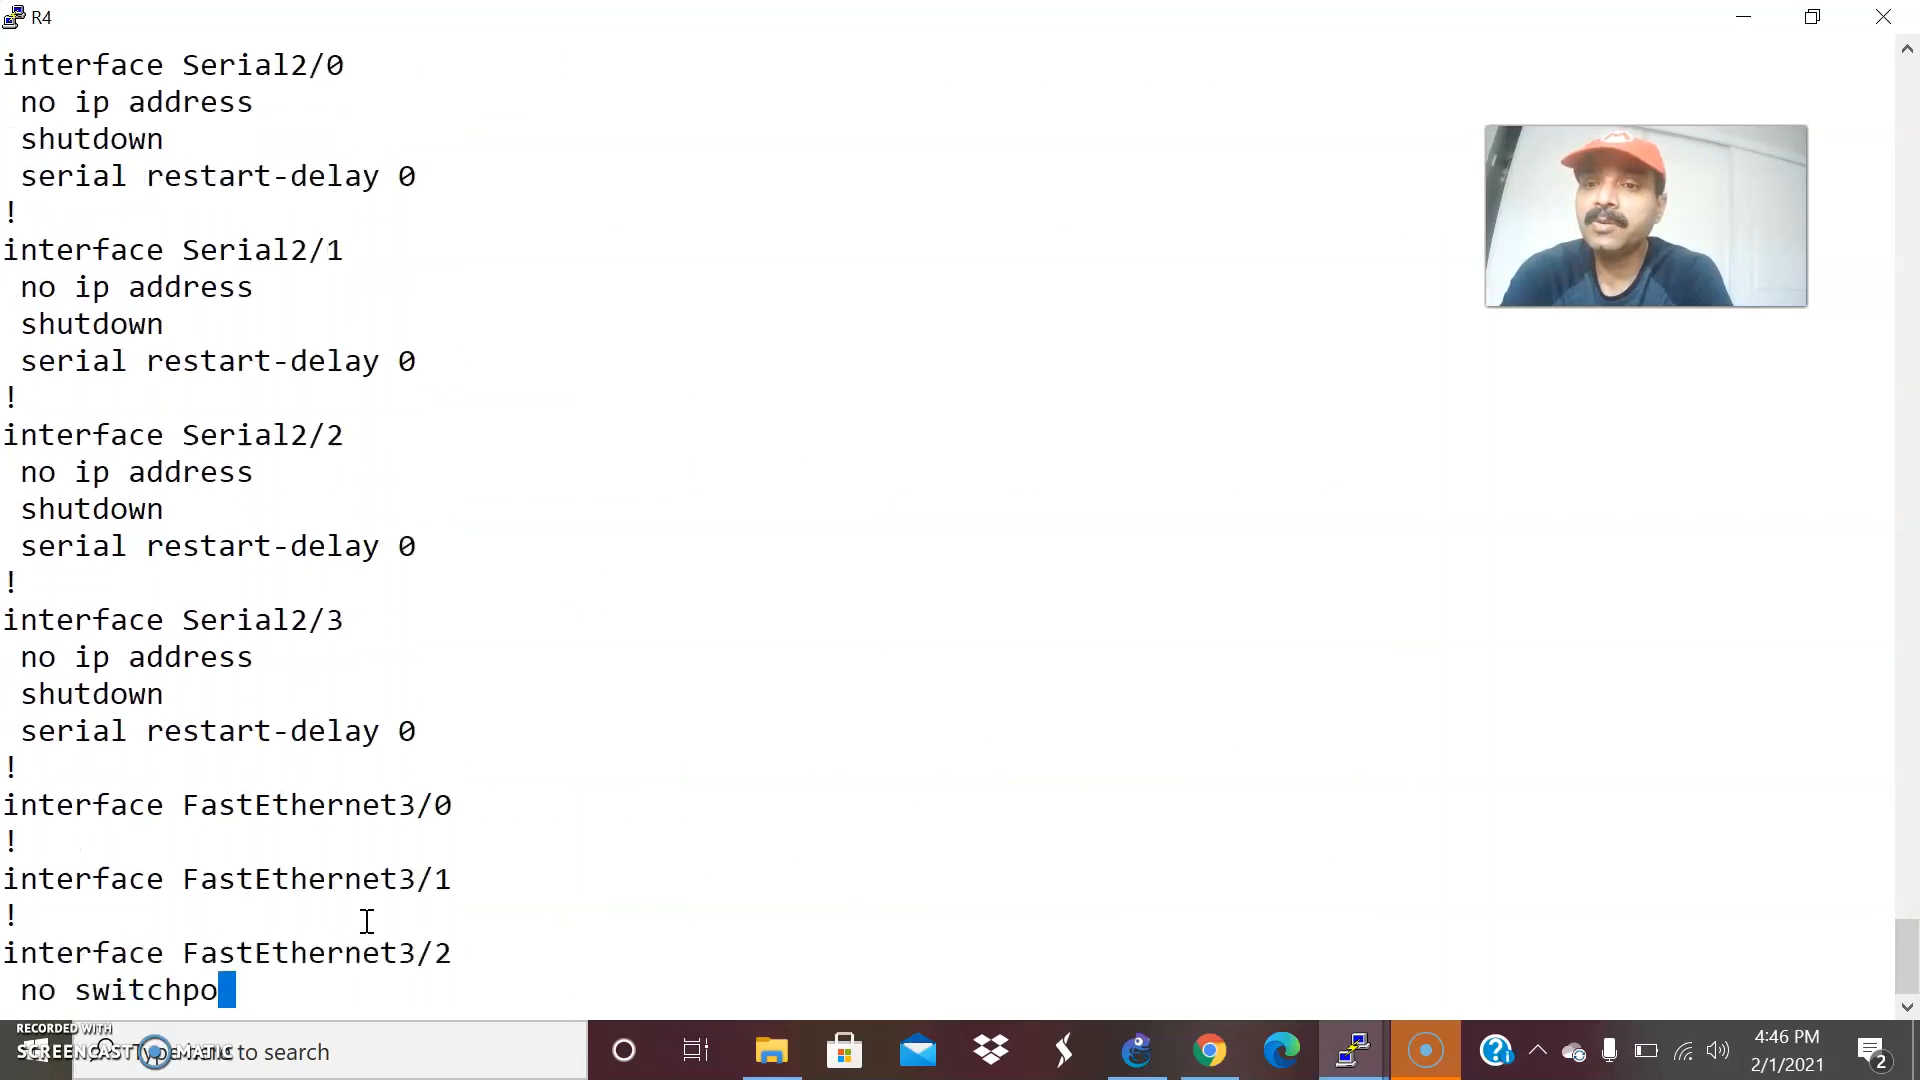 R4
interface Serial2/0
no ip address
shutdown
serial restart-delay 0
!
interface Serial2/1
no ip address
shutdown
serial restart-delay 0
!
interface Serial2/2
no ip address
shutdown
serial restart-delay 0
!
interface Serial2/3
no ip address
shutdown
serial restart-delay 0
!
interface FastEthernet3/0
!
interface FastEthernet3/1
!
interface FastEthernet3/2
no switchpo
RECORDED WITH
SCREENCAST MATIC
to search
4:46 PM
2/1/2021
2